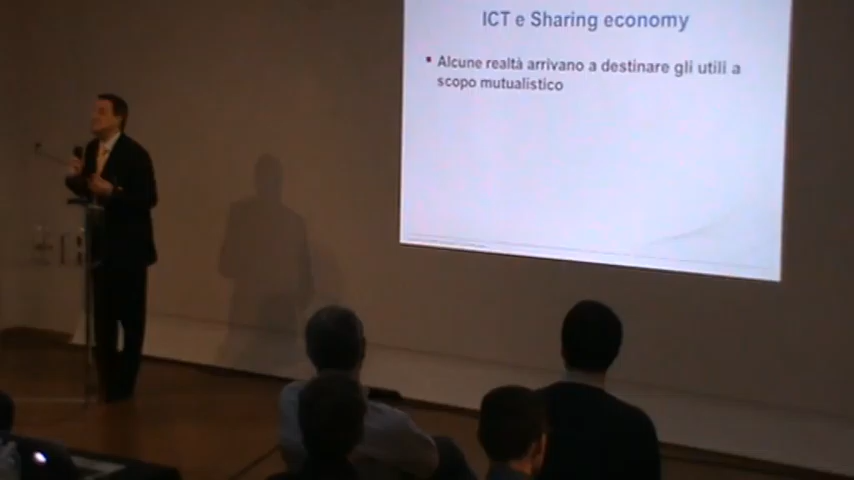 ICT e Sharing economy
Alcune realtà arrivano a destinare gli utili a
scopo mutualistico